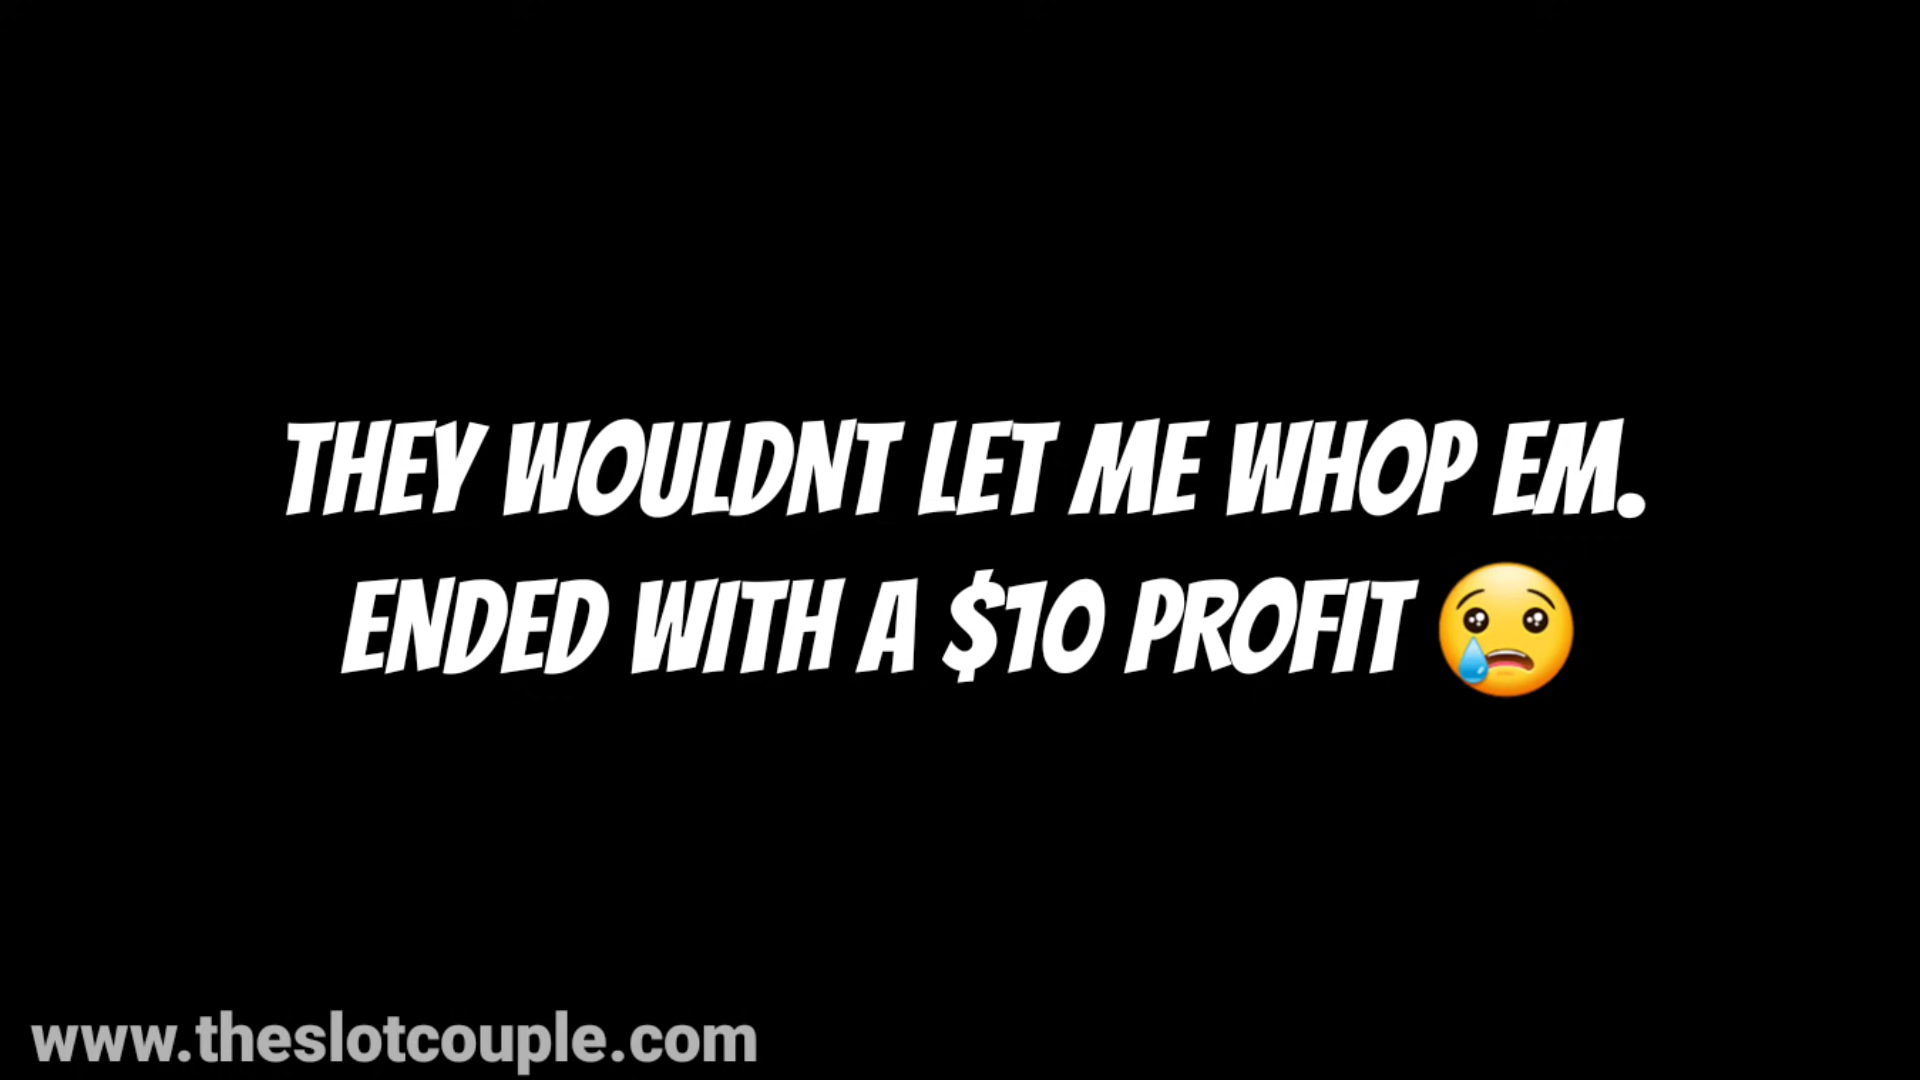 THEY WOULDNT LET ME WHOP EM.
ENDED WITH A $10 PROFIT 😢
www.theslotcouple.com